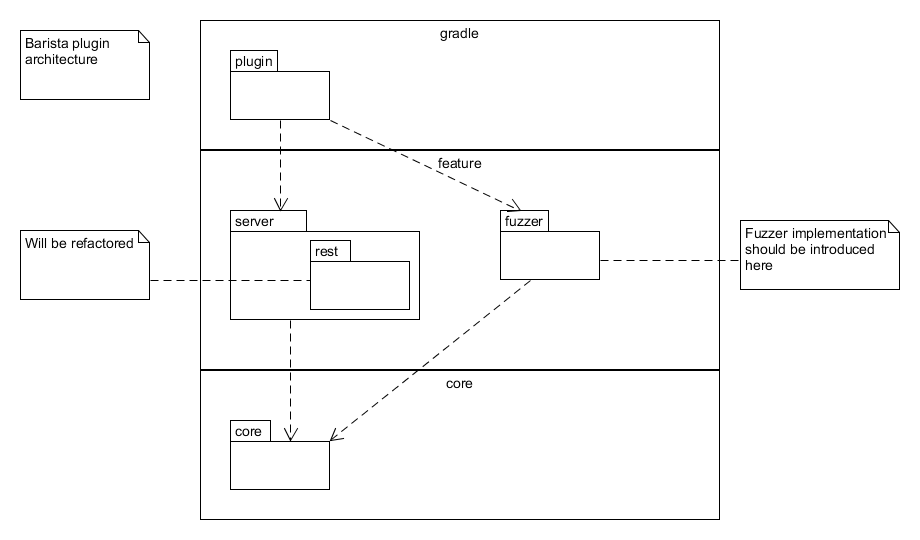 Barista plugin
architecture
gradle
plugin
feature
server
fuzzer
rest
Will be refactored
Fuzzer implementation
should be introduced
here
core
core